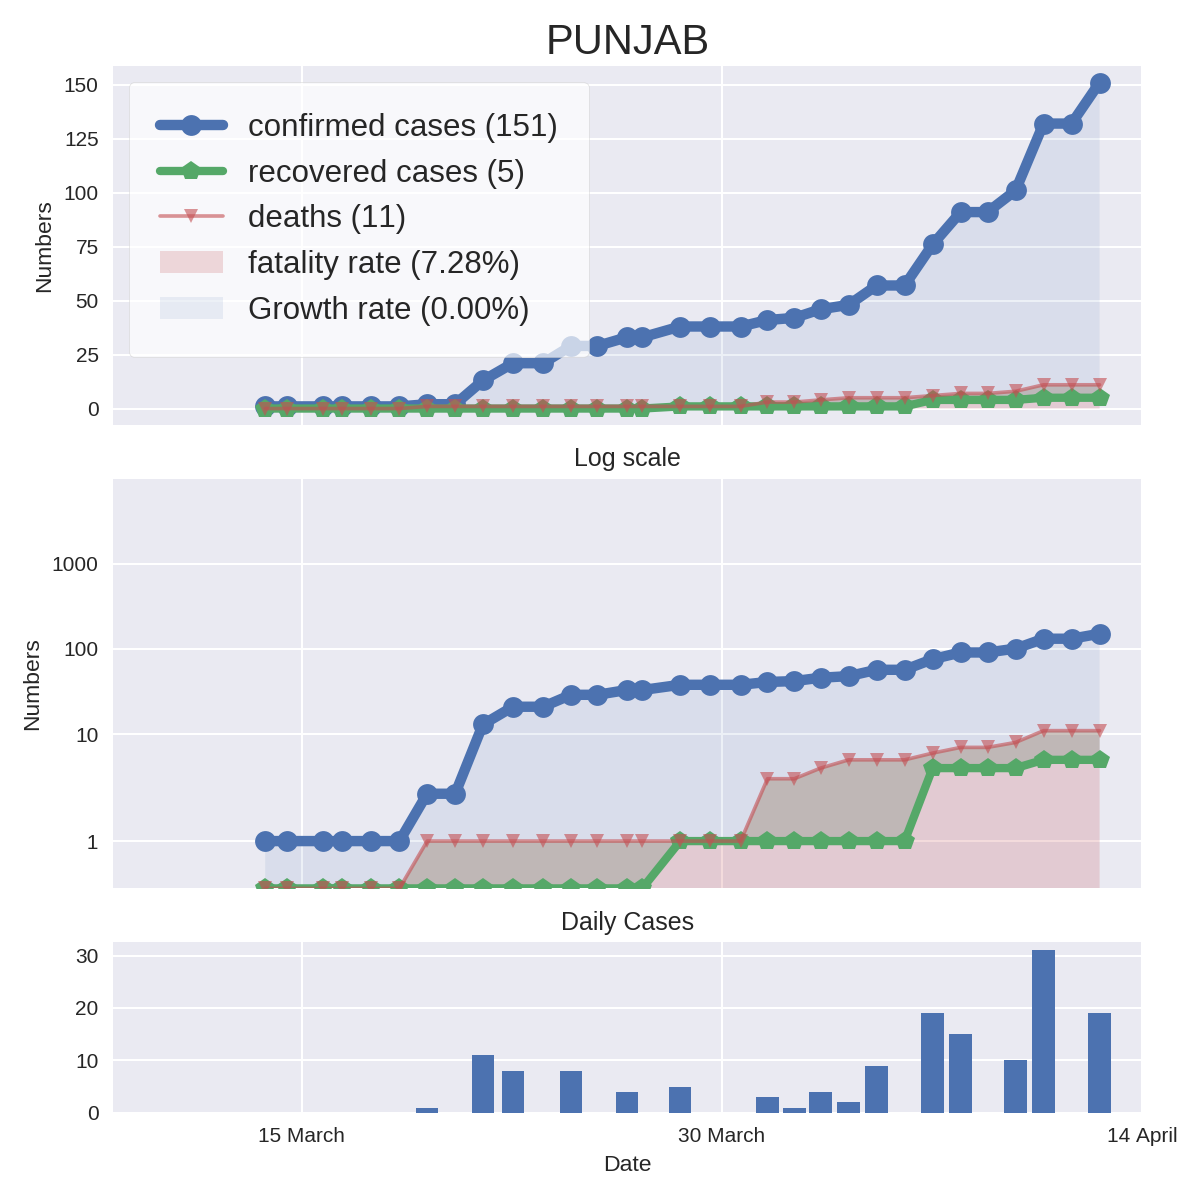 PUNJAB
150
125
100
75
50
25
0
Numbers
confirmed cases (151)
recovered cases (5)
deaths (11)
fatality rate (7.28%)
Growth rate (0.00%)
Log scale
1000
100
10
1
Numbers
Daily Cases
30
20
10
0
15 March
30 March
14 April
Date